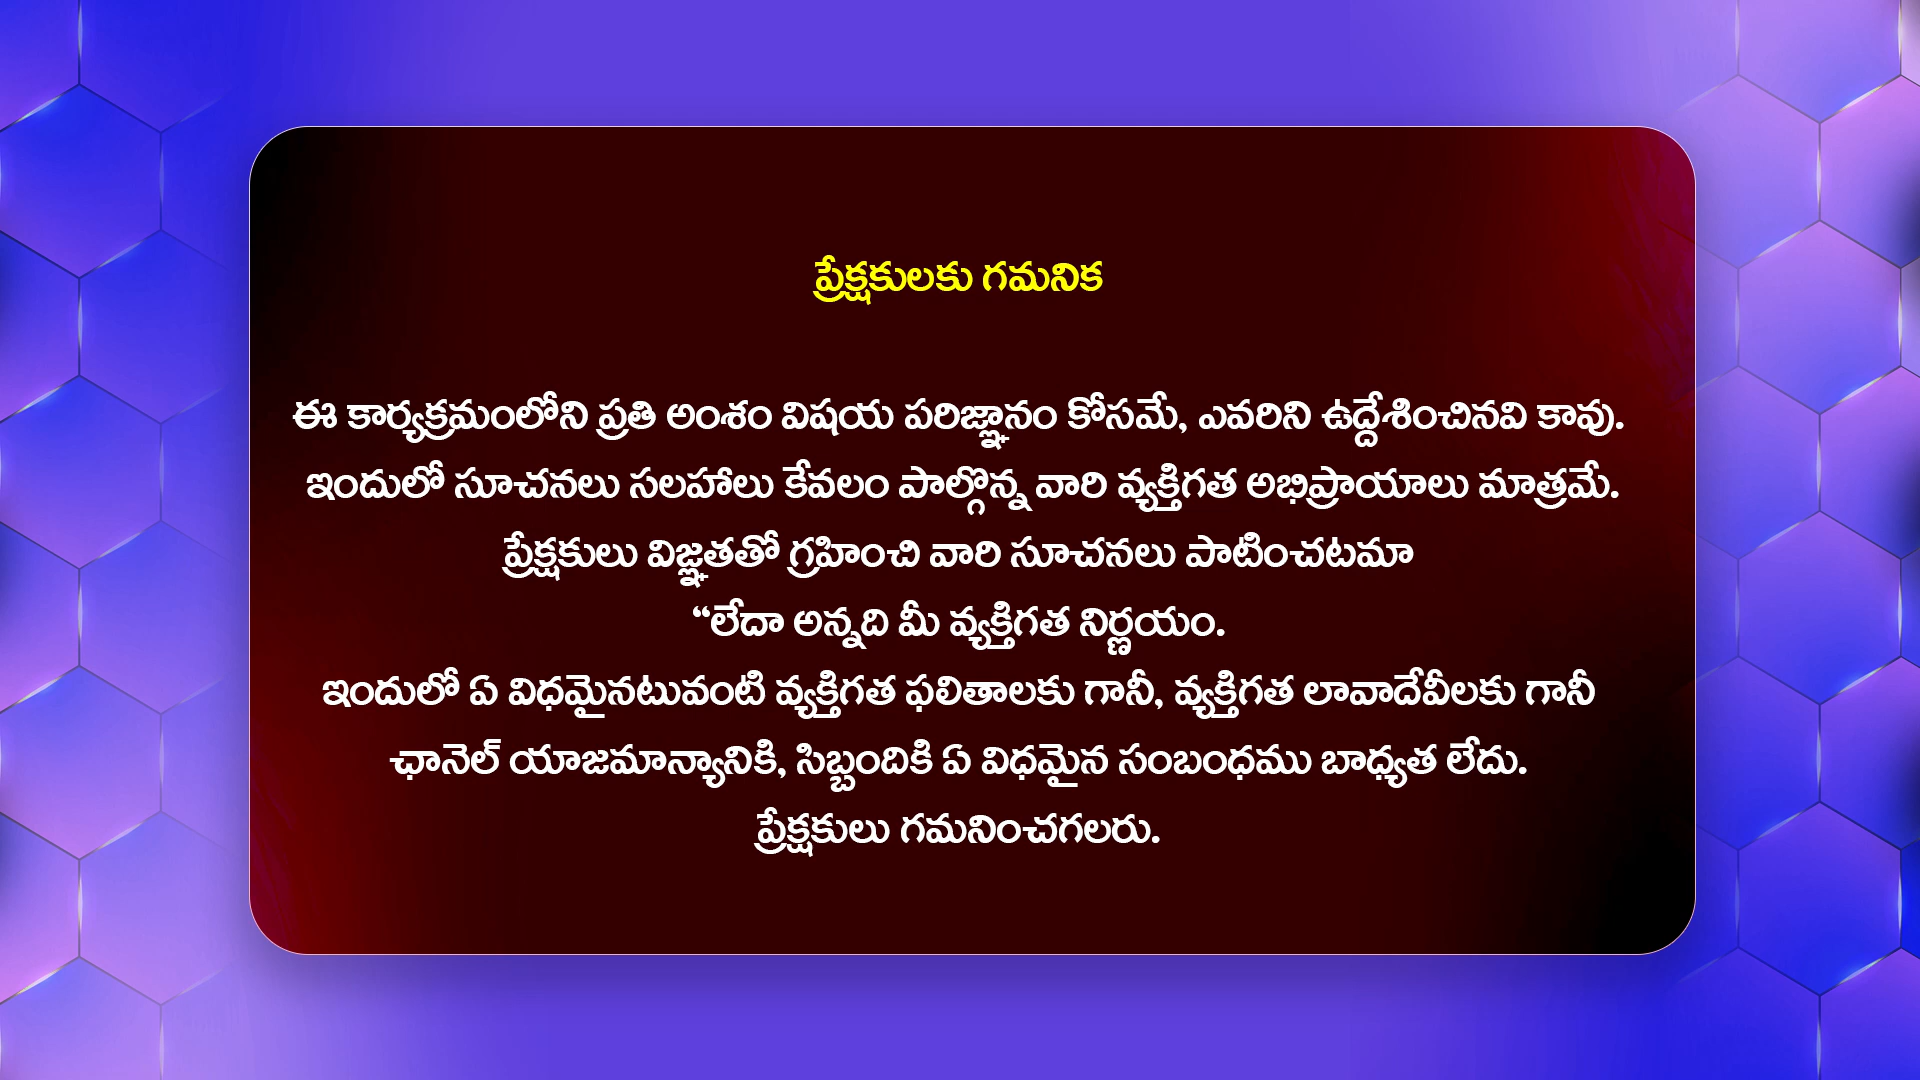 ప్రేక్షకులకు గమనిక
ఈ కార్యక్రమంలోని ప్రతి అంశం విషయ పరిజ్ఞానం కోసమే, ఎవరిని ఉద్దేశించినవి కావు.
ఇందులో సూచనలు సలహాలు కేవలం పాల్గొన్న వారి వ్యక్తిగత అభిప్రాయాలు మాత్రమే.
ప్రేక్షకులు విజ్ఞతతో గ్రహించి వారి సూచనలు పాటించటమా
“లేదా అన్నది మీ వ్యక్తిగత నిర్ణయం.
ఇందులో ఏ విధమైనటువంటి వ్యక్తిగత ఫలితాలకు గానీ, వ్యక్తిగత లావాదేవీలకు గానీ
ఛానెల్ యాజమాన్యానికి, సిబ్బందికి ఏ విధమైన సంబంధము బాధ్యత లేదు.
ప్రేక్షకులు గమనించగలరు.